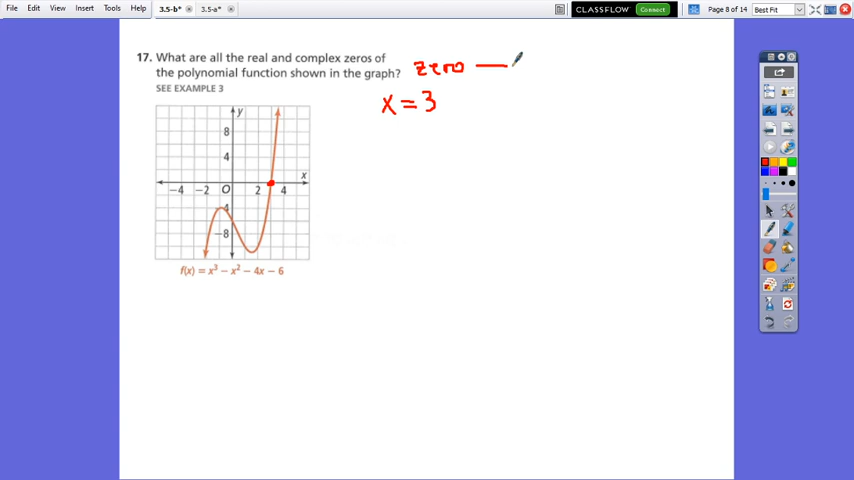 File Edit View Insert Tools Help
3.5-b*
3.5-a*
CLASSFLOW Connect
Page 8 of 14
Best Fit
17. What are all the real and complex zeros of
the polynomial function shown in the graph?
SEE EXAMPLE 3
zero —
x = 3
y
8
4
x
−4 −2 O 2 4
−4
−8
f(x) = x³ − x² − 4x − 6